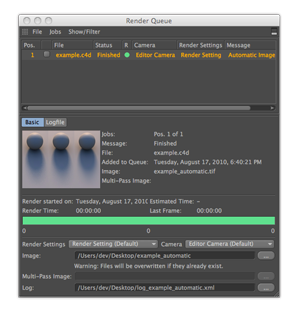 Render Queue
File Jobs Show/Filter
Pos. File Status R Camera Render Settings Message
1 example.c4d Finished Editor Camera Render Setting Automatic Image
Basic Logfile
Jobs: Pos. 1 of 1
Message: Finished
File: example.c4d
Added to Queue: Tuesday, August 17, 2010, 6:40:21 PM
Image: example_automatic.tif
Multi-Pass Image:
Render started on: Tuesday, August 17, 201( Estimated Time: --
Render Time: 00:00:00 Last Frame: 00:00:00
0 0 0
Render Settings Render Setting (Default) Camera Editor Camera (Default)
Image: /Users/dev/Desktop/example_automatic ...
Warning: Files will be overwritten if they already exist.
Multi-Pass Image: ...
Log: /Users/dev/Desktop/log_example_automatic.xml ...